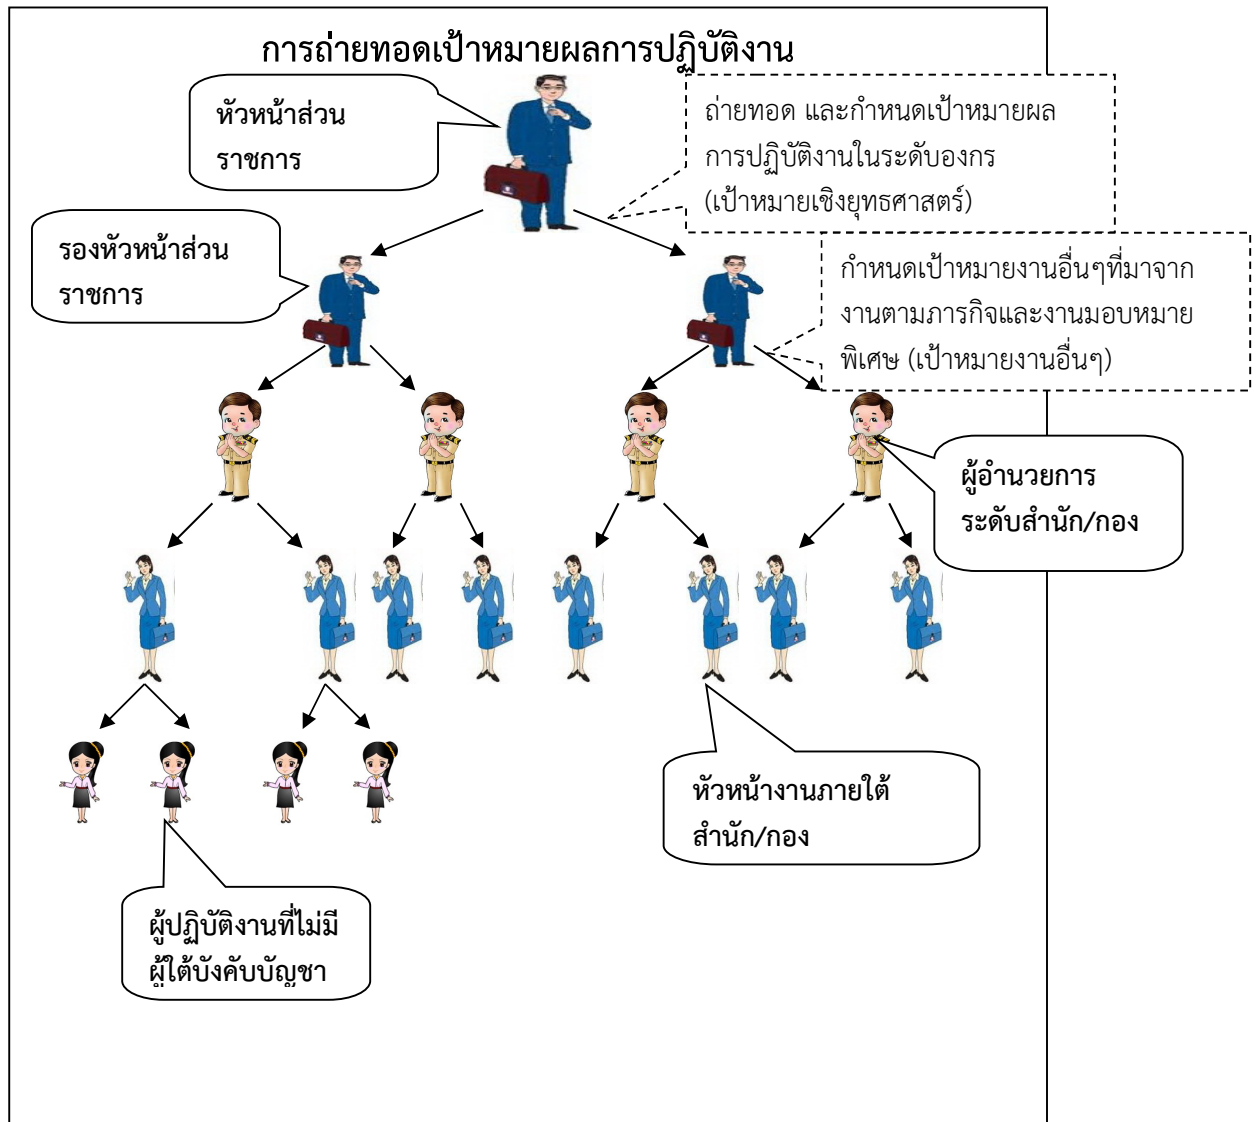 การถ่ายทอดเป้าหมายผลการปฏิบัติงาน
หัวหน้าส่วน
ราชการ
ถ่ายทอด และกำหนดเป้าหมายผล
การปฏิบัติงานในระดับองกร
(เป้าหมายเชิงยุทธศาสตร์)
รองหัวหน้าส่วน
ราชการ
กำหนดเป้าหมายงานอื่นๆที่มาจาก
งานตามภารกิจและงานมอบหมาย
พิเศษ (เป้าหมายงานอื่นๆ)
ผู้อำนวยการ
ระดับสำนัก/กอง
หัวหน้างานภายใต้
สำนัก/กอง
ผู้ปฏิบัติงานที่ไม่มี
ผู้ใต้บังคับบัญชา